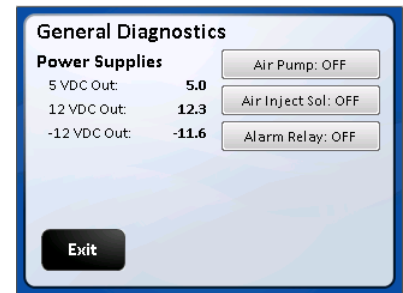 General Diagnostics
Power Supplies
5 VDC Out: 5.0
12 VDC Out: 12.3
-12 VDC Out: -11.6
Air Pump: OFF
Air Inject Sol: OFF
Alarm Relay: OFF
Exit